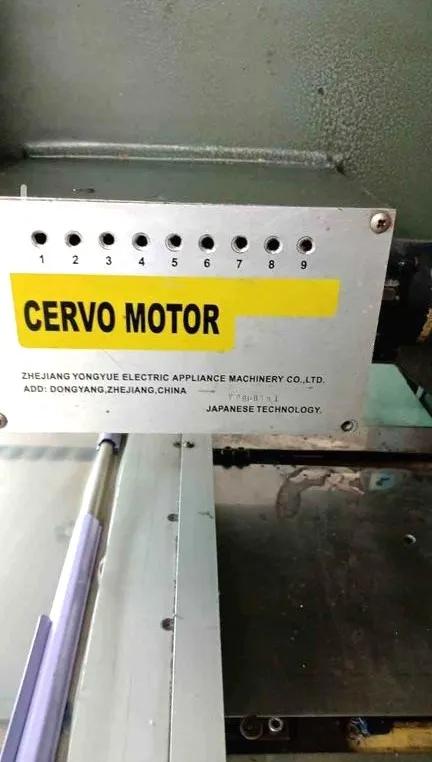 1 2 3 4 5 6 7 8 9
CERVO MOTOR
ZHEJIANG YONGYUE ELECTRIC APPLIANCE MACHINERY CO.,LTD.
ADD: DONGYANG,ZHEJIANG,CHINA
JAPANESE TECHNOLOGY.